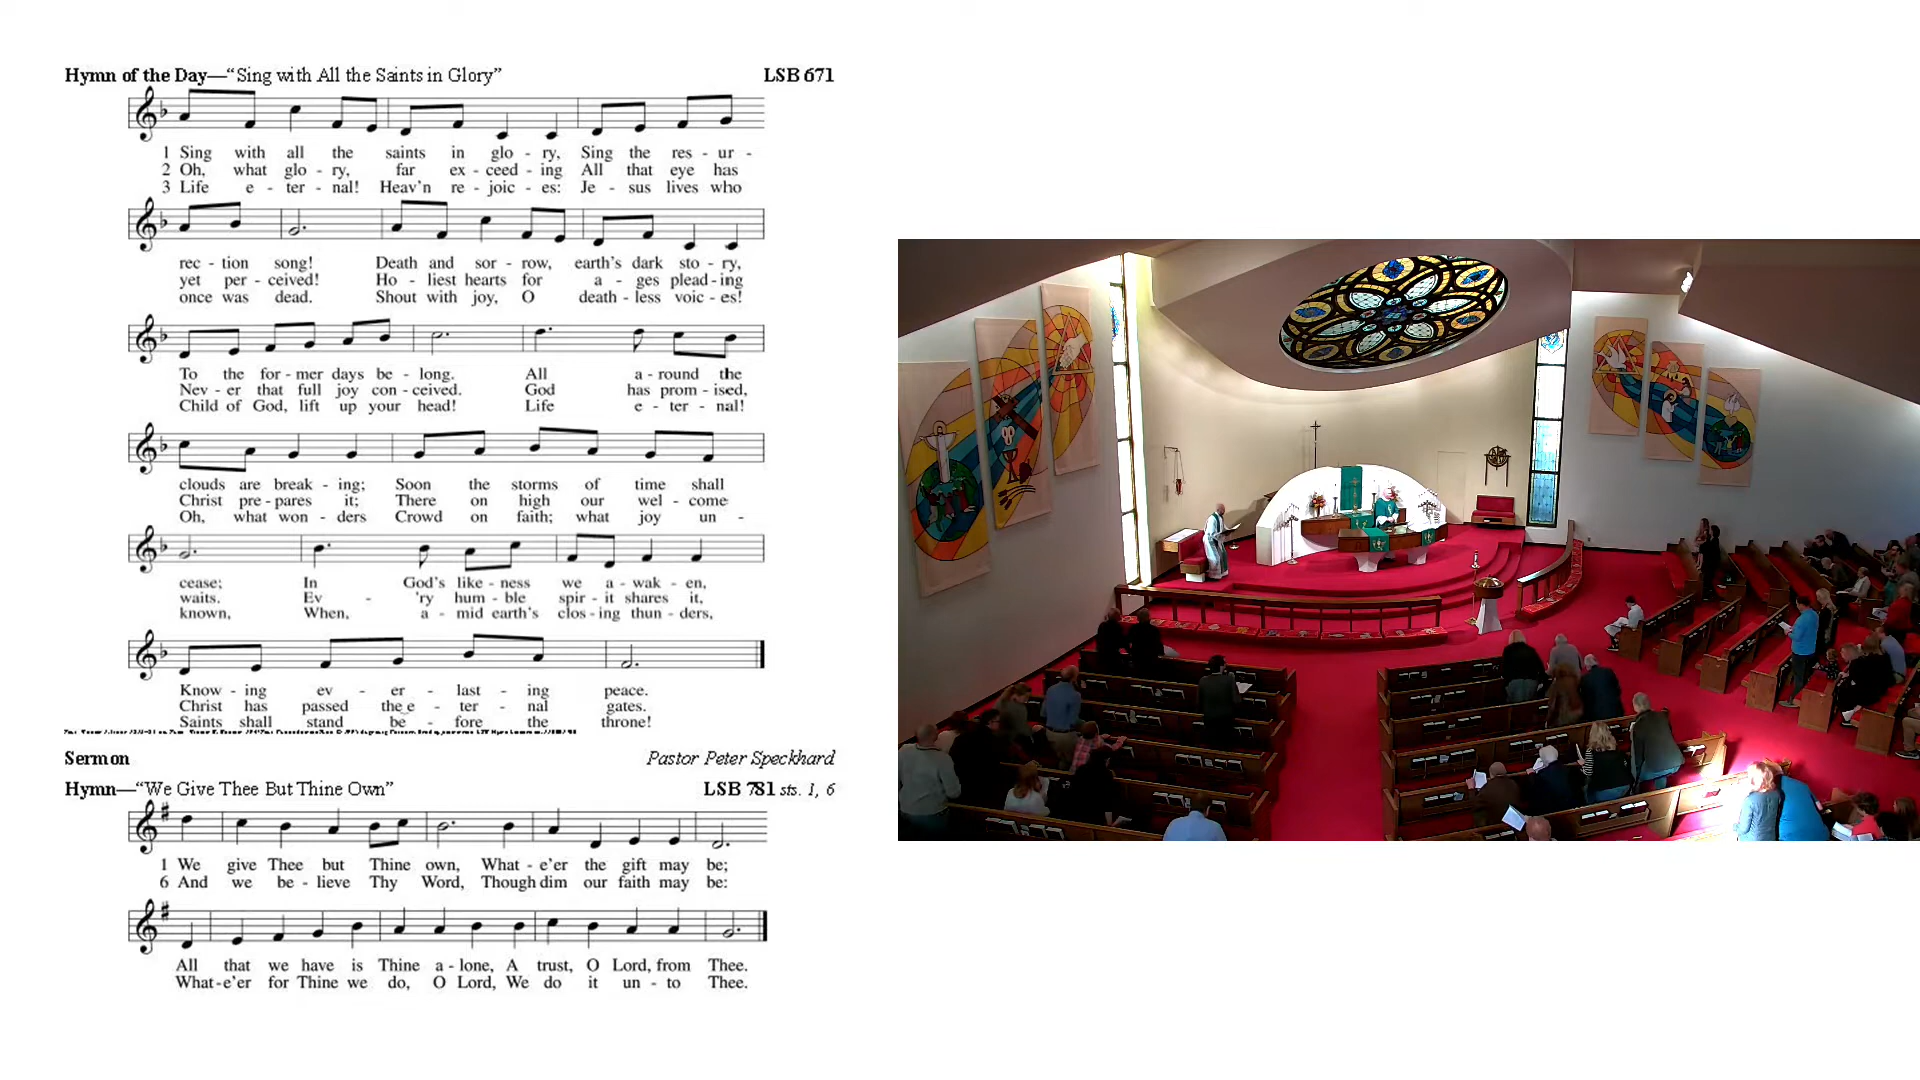 Hymn of the Day—“Sing with All the Saints in Glory” LSB 671
1 Sing with all the saints in glo - ry, Sing the res - ur -
2 Oh, what glo - ry, far ex - ceed - ing All that eye has
3 Life e - ter - nal! Heav'n re - joic - es: Je - sus lives who
rec - tion song! Death and sor - row, earth's dark sto - ry,
yet per - ceived! Ho - liest hearts for a - ges plead - ing
once was dead. Shout with joy, O death - less voic - es!
To the for - mer days be - long. All a - round the
Nev - er that full joy con - ceived. God has prom - ised,
Child of God, lift up your head! Life e - ter - nal!
clouds are break - ing; Soon the storms of time shall
Christ pre - pares it; There on high our wel - come
Oh, what won - ders Crowd on faith; what joy un -
cease; In God's like - ness we a - wak - en,
waits. Ev - 'ry hum - ble spir - it shares it,
known, When, a - mid earth's clos - ing thun - ders,
Know - ing ev - er - last - ing peace.
Christ has passed the e - ter - nal gates.
Saints shall stand be - fore the throne!
Sermon Pastor Peter Speckhard
Hymn—“We Give Thee But Thine Own” LSB 781 sts. 1, 6
1 We give Thee but Thine own, What - e'er the gift may be;
6 And we be - lieve Thy Word, Though dim our faith may be:
All that we have is Thine a - lone, A trust, O Lord, from Thee.
What - e'er for Thine we do, O Lord, We do it un - to Thee.